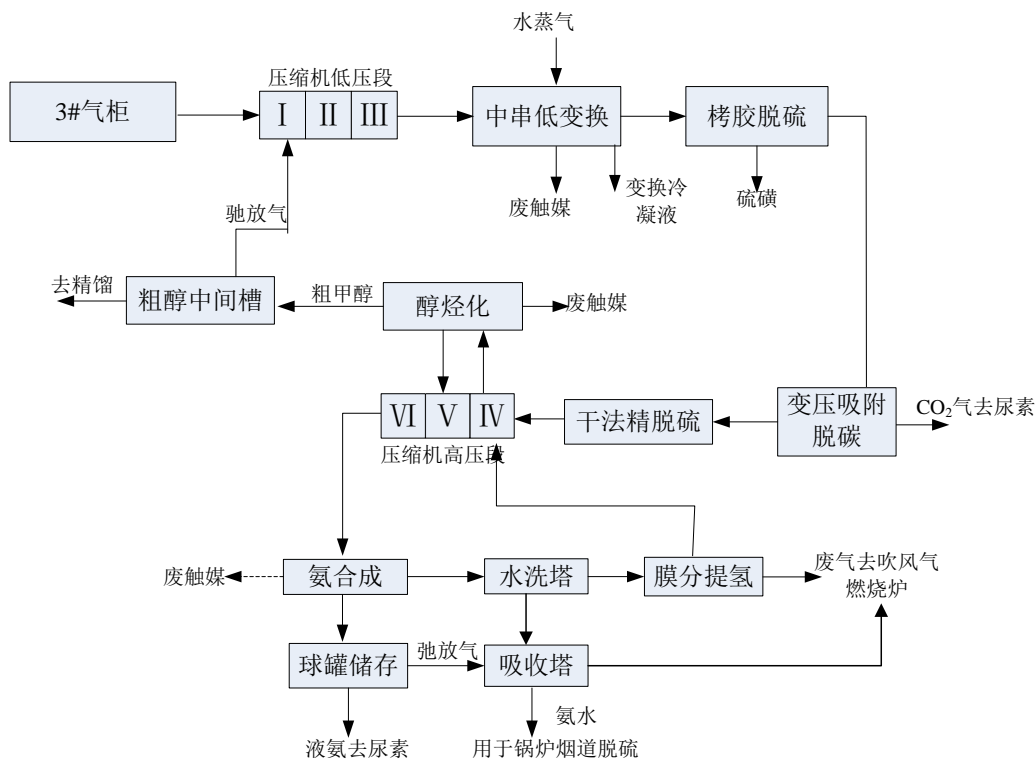 水蒸气
压缩机低压段
3#气柜
Ⅰ Ⅱ Ⅲ
中串低变换
栲胶脱硫
废触媒
变换冷
凝液
硫磺
驰放气
去精馏
粗醇中间槽
粗甲醇
醇烃化
废触媒
Ⅵ Ⅴ Ⅳ
压缩机高压段
干法精脱硫
变压吸附
脱碳
CO₂气去尿素
废触媒
氨合成
水洗塔
膜分提氢
废气去吹风气
燃烧炉
球罐储存
弛放气
吸收塔
氨水
液氨去尿素
用于锅炉烟道脱硫